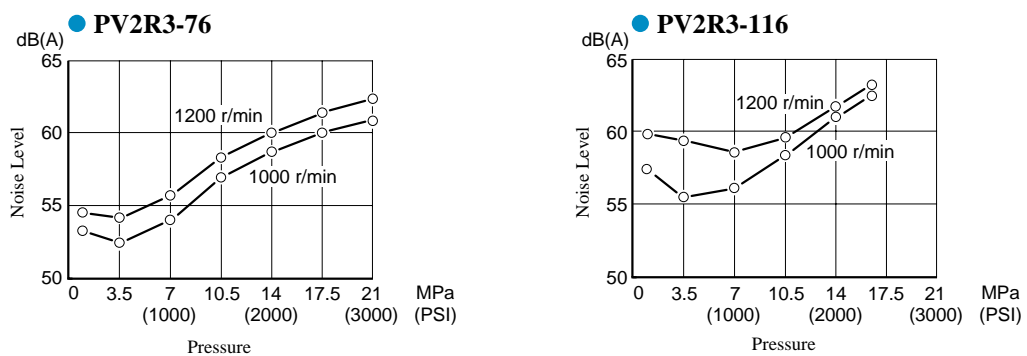 PV2R3-76
dB(A)
65
60
55
50
Noise Level
1200 r/min
1000 r/min
0 3.5 7 10.5 14 17.5 21 MPa
(1000) (2000) (3000) (PSI)
Pressure
PV2R3-116
dB(A)
65
60
55
50
Noise Level
1200 r/min
1000 r/min
0 3.5 7 10.5 14 17.5 21 MPa
(1000) (2000) (3000) (PSI)
Pressure